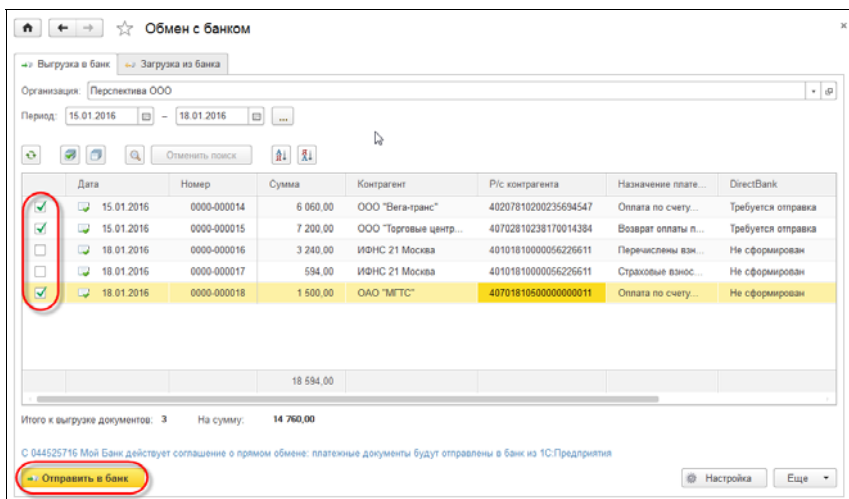 Обмен с банком
Выгрузка в банк Загрузка из банка
Организация: Перспектива ООО
Период: 15.01.2016 – 18.01.2016 ...
Отменить поиск
Дата Номер Сумма Контрагент Р/с контрагента Назначение плате... DirectBank
15.01.2016 0000-000014 6 060,00 ООО "Вега-транс" 40207810200235694547 Оплата по счету... Требуется отправка
15.01.2016 0000-000015 7 200,00 ООО "Торговые центр... 40702810238170014384 Возврат оплаты п... Требуется отправка
18.01.2016 0000-000016 3 240,00 ИФНС 21 Москва 40101810000056226611 Перечислены взн... Не сформирован
18.01.2016 0000-000017 594,00 ИФНС 21 Москва 40101810000056226611 Страховые взнос... Не сформирован
18.01.2016 0000-000018 1 500,00 ОАО "МГТС" 40701810500000000011 Оплата по счету... Не сформирован
18 594,00
Итого к выгрузке документов: 3 На сумму: 14 760,00
С 044525716 Мой Банк действует соглашение о прямом обмене: платежные документы будут отправлены в банк из 1С:Предприятия
Отправить в банк Настройка Еще